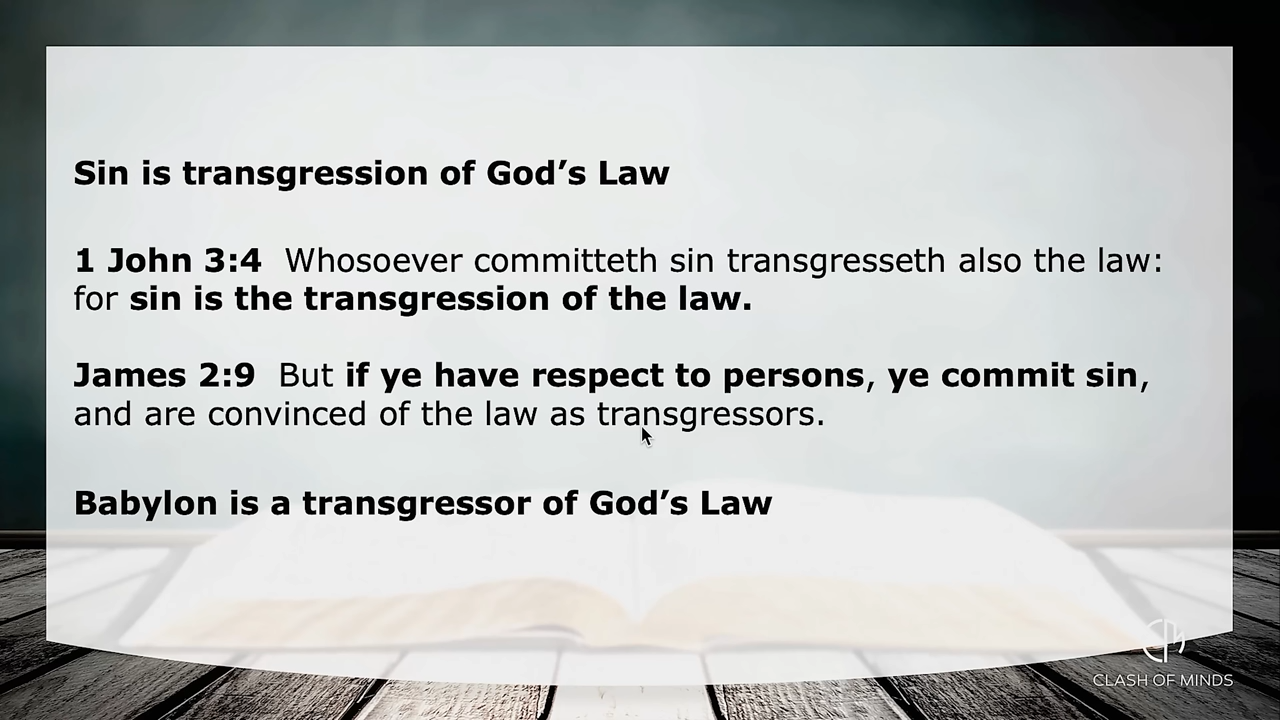 Sin is transgression of God’s Law
1 John 3:4  Whosoever committeth sin transgresseth also the law:
for sin is the transgression of the law.
James 2:9  But if ye have respect to persons, ye commit sin,
and are convinced of the law as transgressors.
Babylon is a transgressor of God’s Law
CLASH OF MINDS